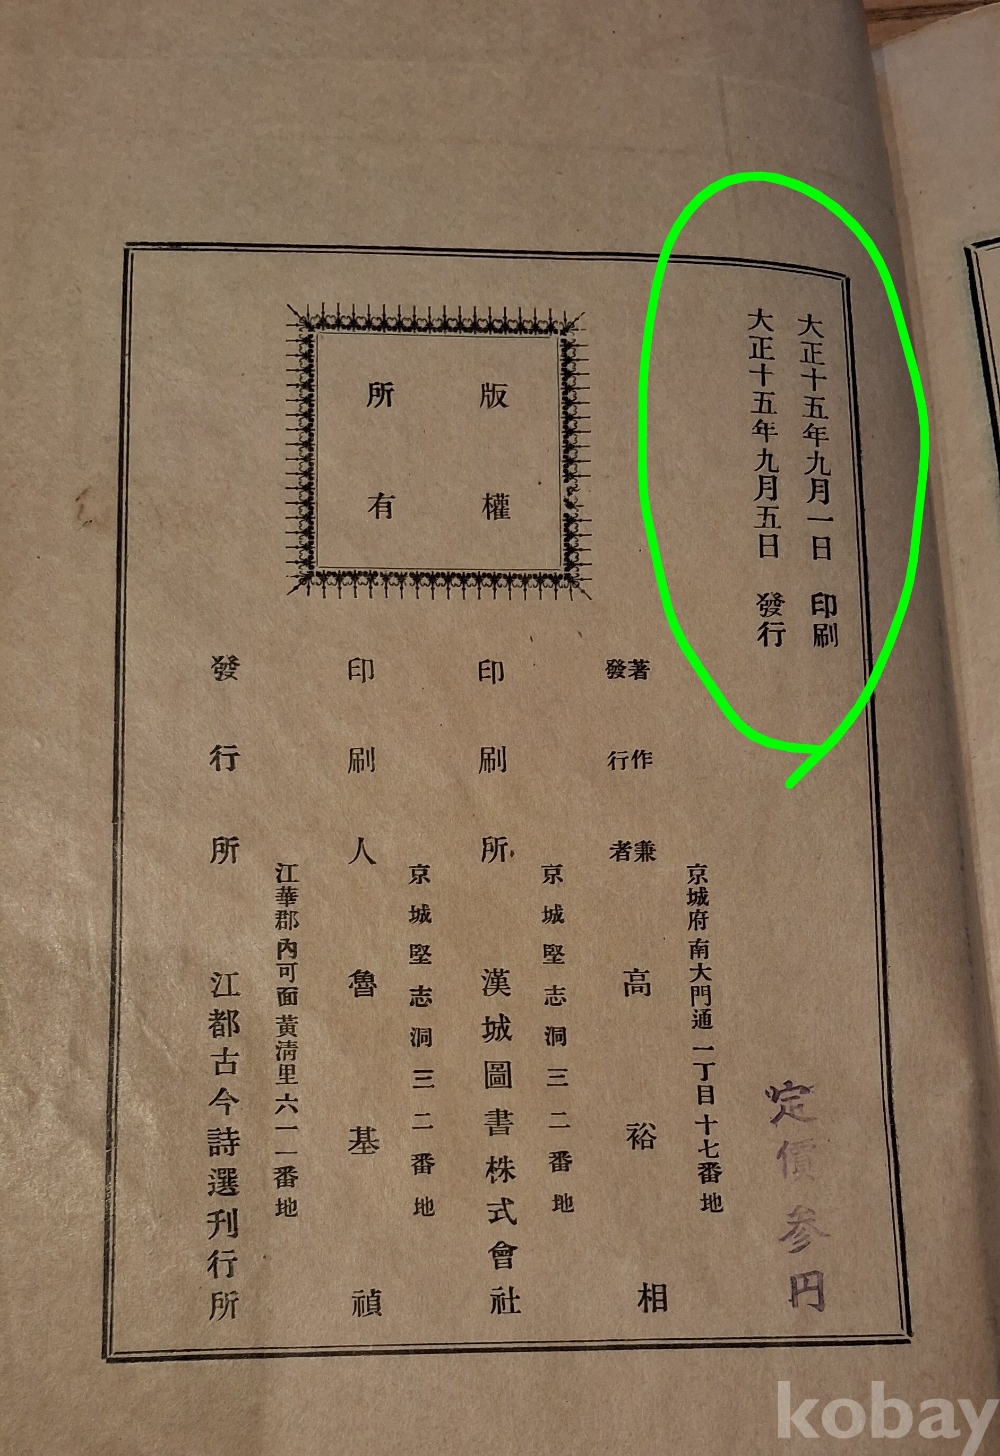 大正十五年九月一日 印刷
大正十五年九月五日 發行
定價参円
版權
所有
京城府南大門通一丁目十七番地
著作兼
發行者
高裕相
京城堅志洞三二番地
印刷所 漢城圖書株式會社
京城堅志洞三二番地
印刷人 魯基禎
江華郡內可面黃淸里六一一番地
發行所 江都古今詩選刊行所
kobay